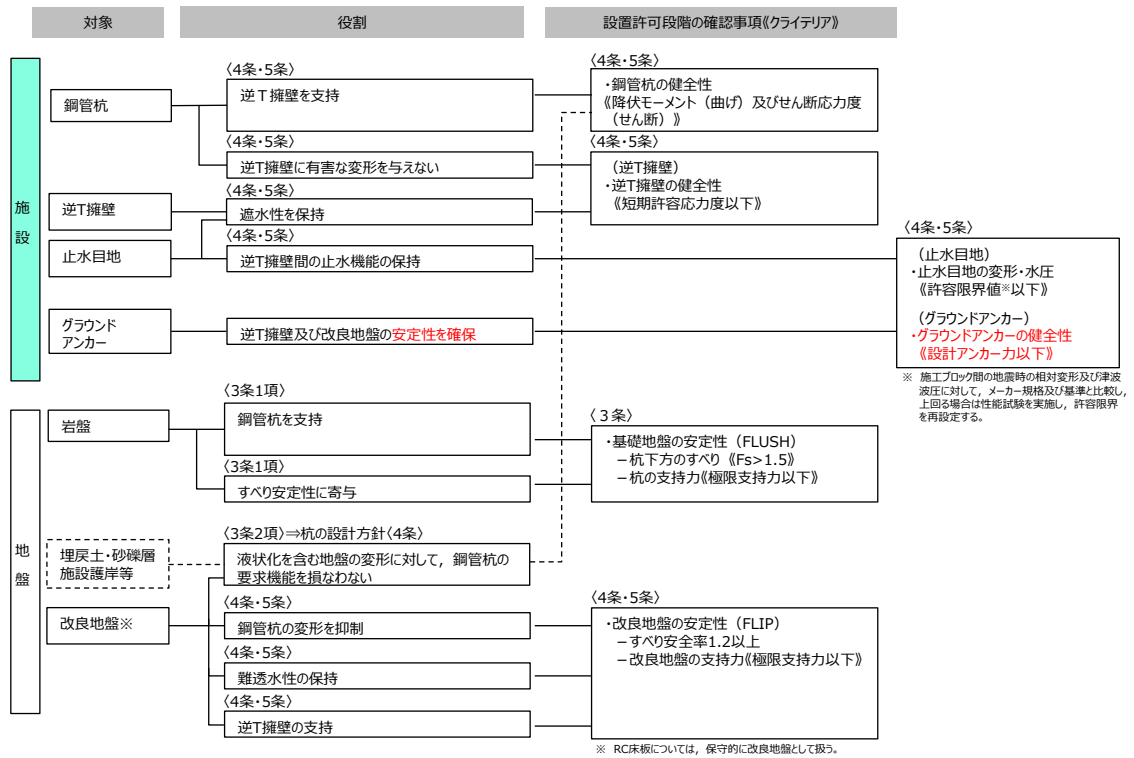 対象
役割
設置許可段階の確認事項《クライテリア》
施設
鋼管杭
〈4条・5条〉
逆Ｔ擁壁を支持
〈4条・5条〉
・鋼管杭の健全性
《降伏モーメント（曲げ）及びせん断応力度
（せん断）》
〈4条・5条〉
逆T擁壁に有害な変形を与えない
〈4条・5条〉
（逆T擁壁）
・逆T擁壁の健全性
《短期許容応力度以下》
逆T擁壁
〈4条・5条〉
遮水性を保持
止水目地
〈4条・5条〉
逆T擁壁間の止水機能の保持
〈4条・5条〉
（止水目地）
・止水目地の変形・水圧
《許容限界値※以下》
（グラウンドアンカー）
・グラウンドアンカーの健全性
《設計アンカー力以下》
グラウンド
アンカー
逆T擁壁及び改良地盤の安定性を確保
※ 施工ブロック間の地震時の相対変形及び津波
波圧に対して，メーカー規格及び基準と比較し，
上回る場合は性能試験を実施し，許容限界
を再設定する。
地盤
岩盤
〈3条1項〉
鋼管杭を支持
〈3条1項〉
すべり安定性に寄与
〈３条〉
・基礎地盤の安定性（FLUSH）
－杭下方のすべり《Fs>1.5》
－杭の支持力《極限支持力以下》
埋戻土・砂礫層
施設護岸等
〈3条2項〉⇒杭の設計方針〈4条〉
液状化を含む地盤の変形に対して，鋼管杭の
要求機能を損なわない
改良地盤※
〈4条・5条〉
鋼管杭の変形を抑制
〈4条・5条〉
難透水性の保持
〈4条・5条〉
逆T擁壁の支持
〈4条・5条〉
・改良地盤の安定性（FLIP）
－すべり安全率1.2以上
－改良地盤の支持力《極限支持力以下》
※ RC床板については，保守的に改良地盤として扱う。